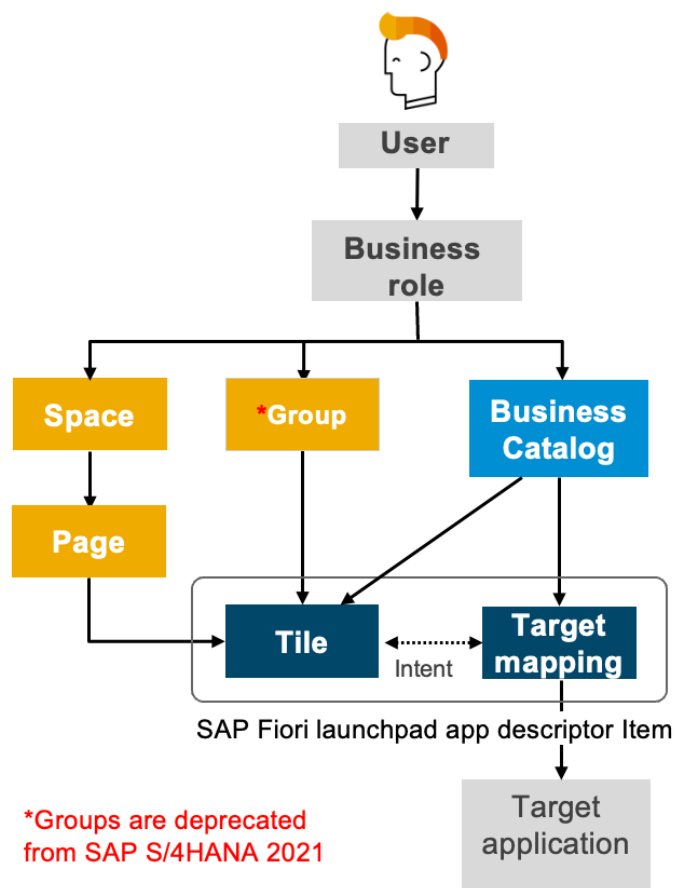 User
Business
role
Space
*Group
Business
Catalog
Page
Tile
Intent
Target
mapping
SAP Fiori launchpad app descriptor Item
Target
application
*Groups are deprecated
from SAP S/4HANA 2021